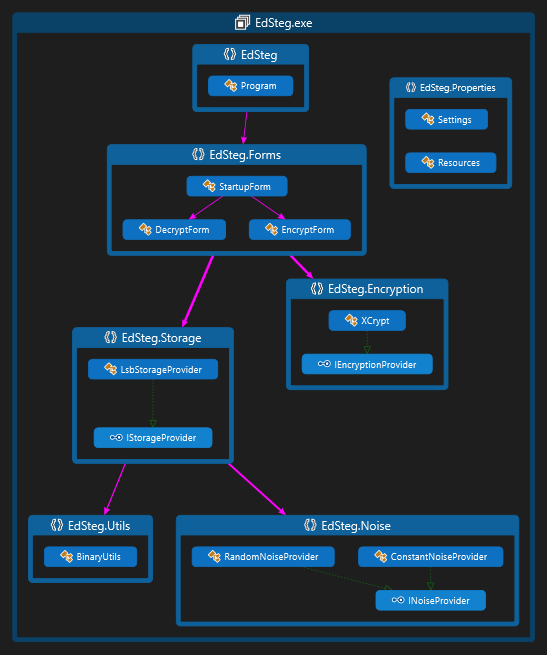 EdSteg.exe
EdSteg
Program
EdSteg.Properties
Settings
Resources
EdSteg.Forms
StartupForm
DecryptForm
EncryptForm
EdSteg.Encryption
XCrypt
IEncryptionProvider
EdSteg.Storage
LsbStorageProvider
IStorageProvider
EdSteg.Utils
BinaryUtils
EdSteg.Noise
RandomNoiseProvider
ConstantNoiseProvider
INoiseProvider